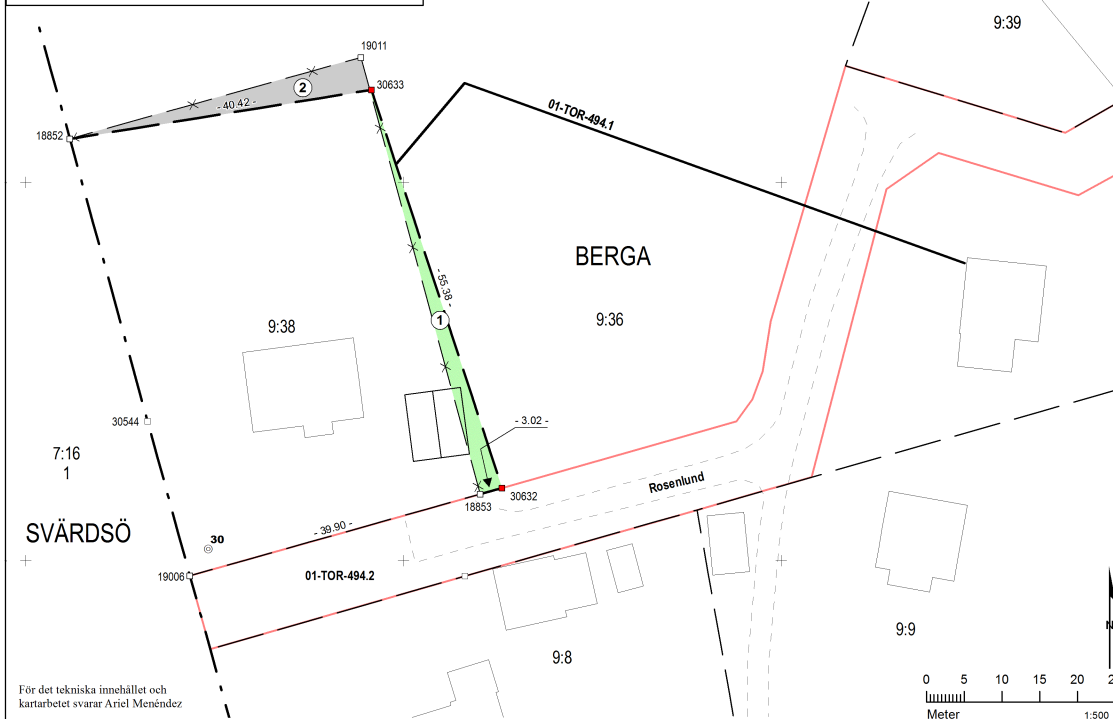 9:39
19011
30633
2
- 40.42 -
18852
01-TOR-494.1
BERGA
- 55.38 -
9:36
1
9:38
30544
- 3.02 -
7:16
1
30632
18853
Rosenlund
SVÄRDSÖ
- 39.90 -
30
19006
01-TOR-494.2
9:9
9:8
N
För det tekniska innehållet och
kartarbetet svarar Ariel Menéndez
0 5 10 15 20
Meter 1:500